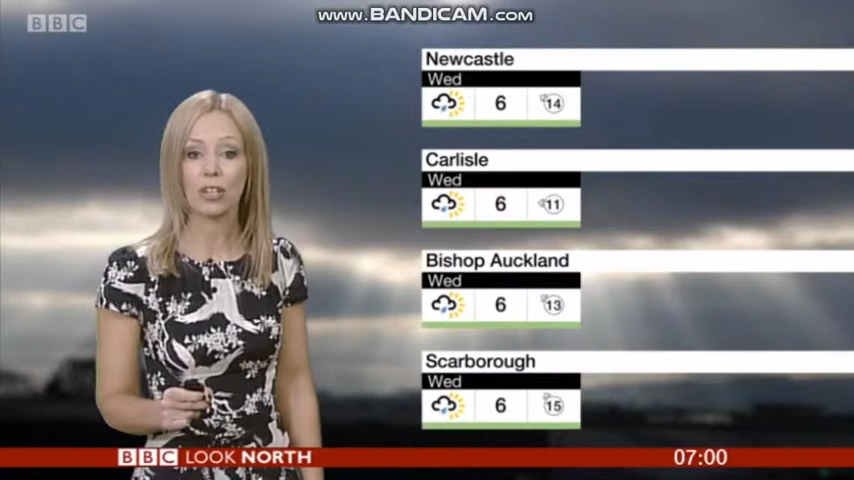 BBC
www.BANDICAM.com
Newcastle
Wed
6 14
Carlisle
Wed
6 11
Bishop Auckland
Wed
6 13
Scarborough
Wed
6 15
BBC LOOK NORTH 07:00